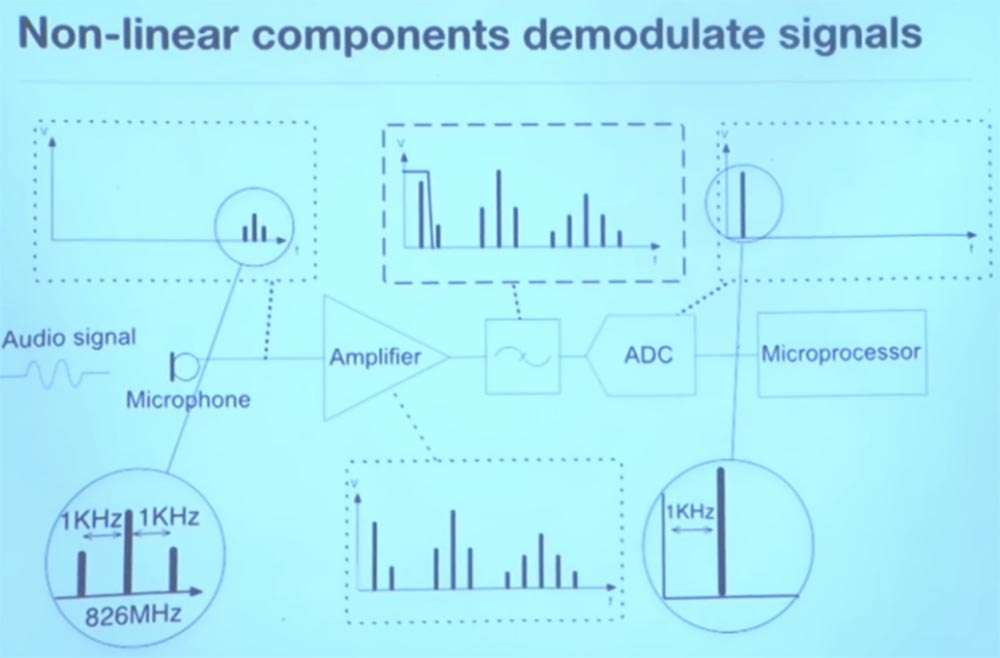 Non-linear components demodulate signals
V
f
V
f
V
f
Audio signal
Microphone
Amplifier
ADC
Microprocessor
1KHz 1KHz
826MHz
V
f
1KHz